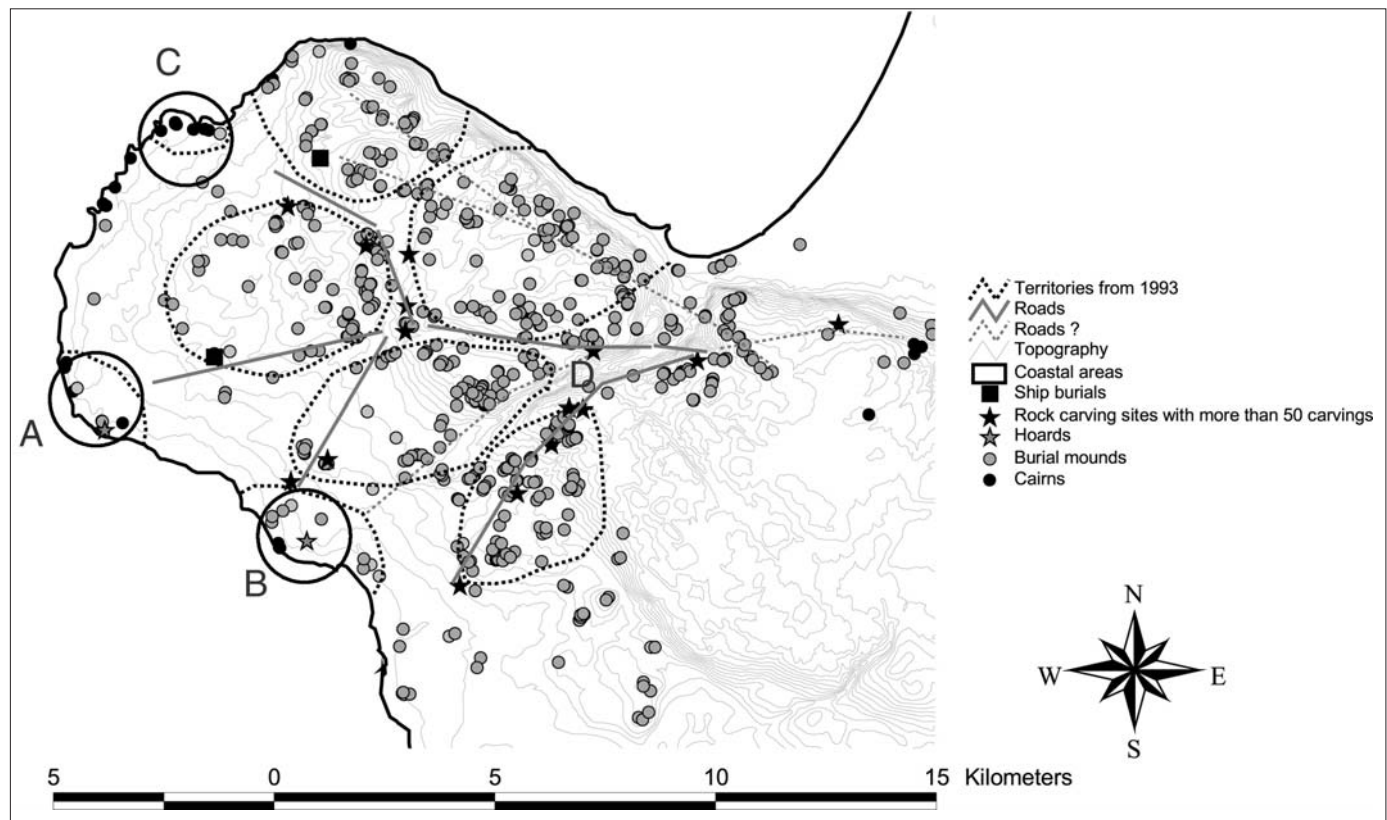 C
A
B
D
Territories from 1993
Roads
Roads ?
Topography
Coastal areas
Ship burials
Rock carving sites with more than 50 carvings
Hoards
Burial mounds
Cairns
N
W E
S
5 0 5 10 15 Kilometers